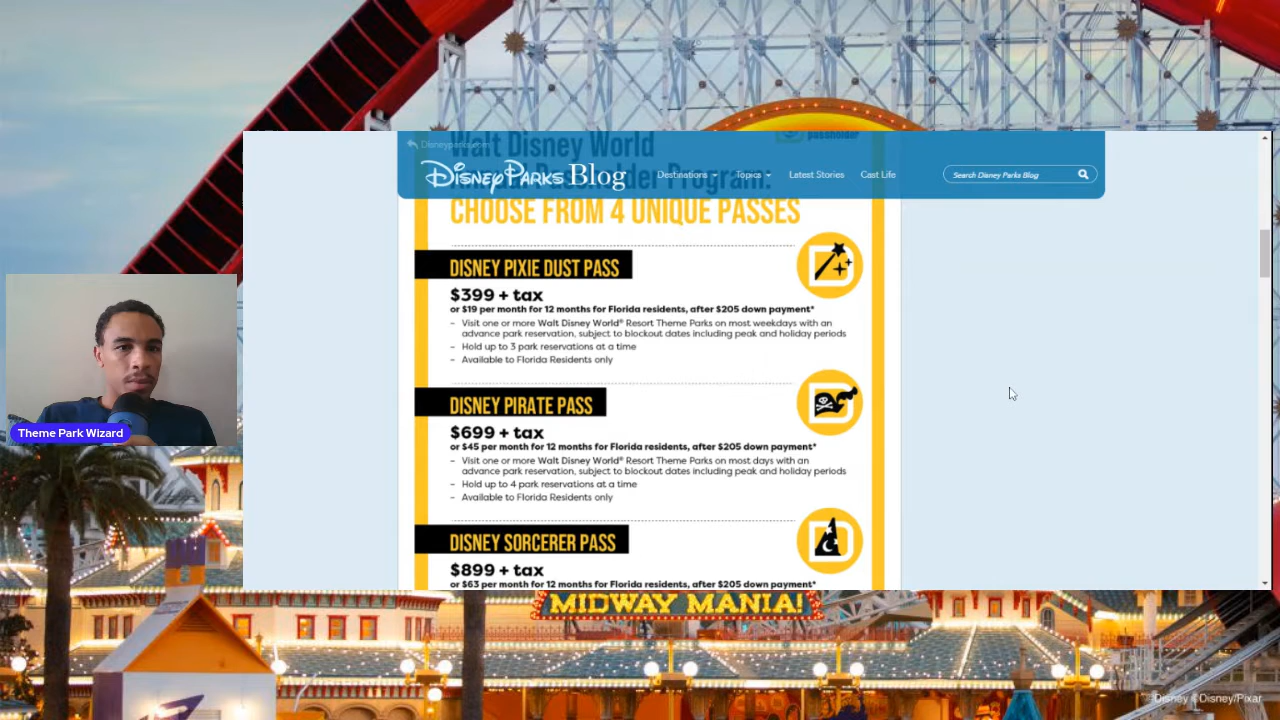 Disneyparks.com
passholder
Walt Disney World
Annual Passholder Program:
Disney Parks Blog
Destinations
Topics
Latest Stories
Cast Life
Search Disney Parks Blog
CHOOSE FROM 4 UNIQUE PASSES
DISNEY PIXIE DUST PASS
$399 + tax
or $19 per month for 12 months for Florida residents, after $205 down payment*
- Visit one or more Walt Disney World® Resort Theme Parks on most weekdays with an
advance park reservation, subject to blockout dates including peak and holiday periods
- Hold up to 3 park reservations at a time
- Available to Florida Residents only
DISNEY PIRATE PASS
$699 + tax
or $45 per month for 12 months for Florida residents, after $205 down payment*
- Visit one or more Walt Disney World® Resort Theme Parks on most days with an
advance park reservation, subject to blockout dates including peak and holiday periods
- Hold up to 4 park reservations at a time
- Available to Florida Residents only
DISNEY SORCERER PASS
$899 + tax
or $63 per month for 12 months for Florida residents, after $205 down payment*
Theme Park Wizard
MIDWAY MANIA!
©Disney ©Disney/Pixar